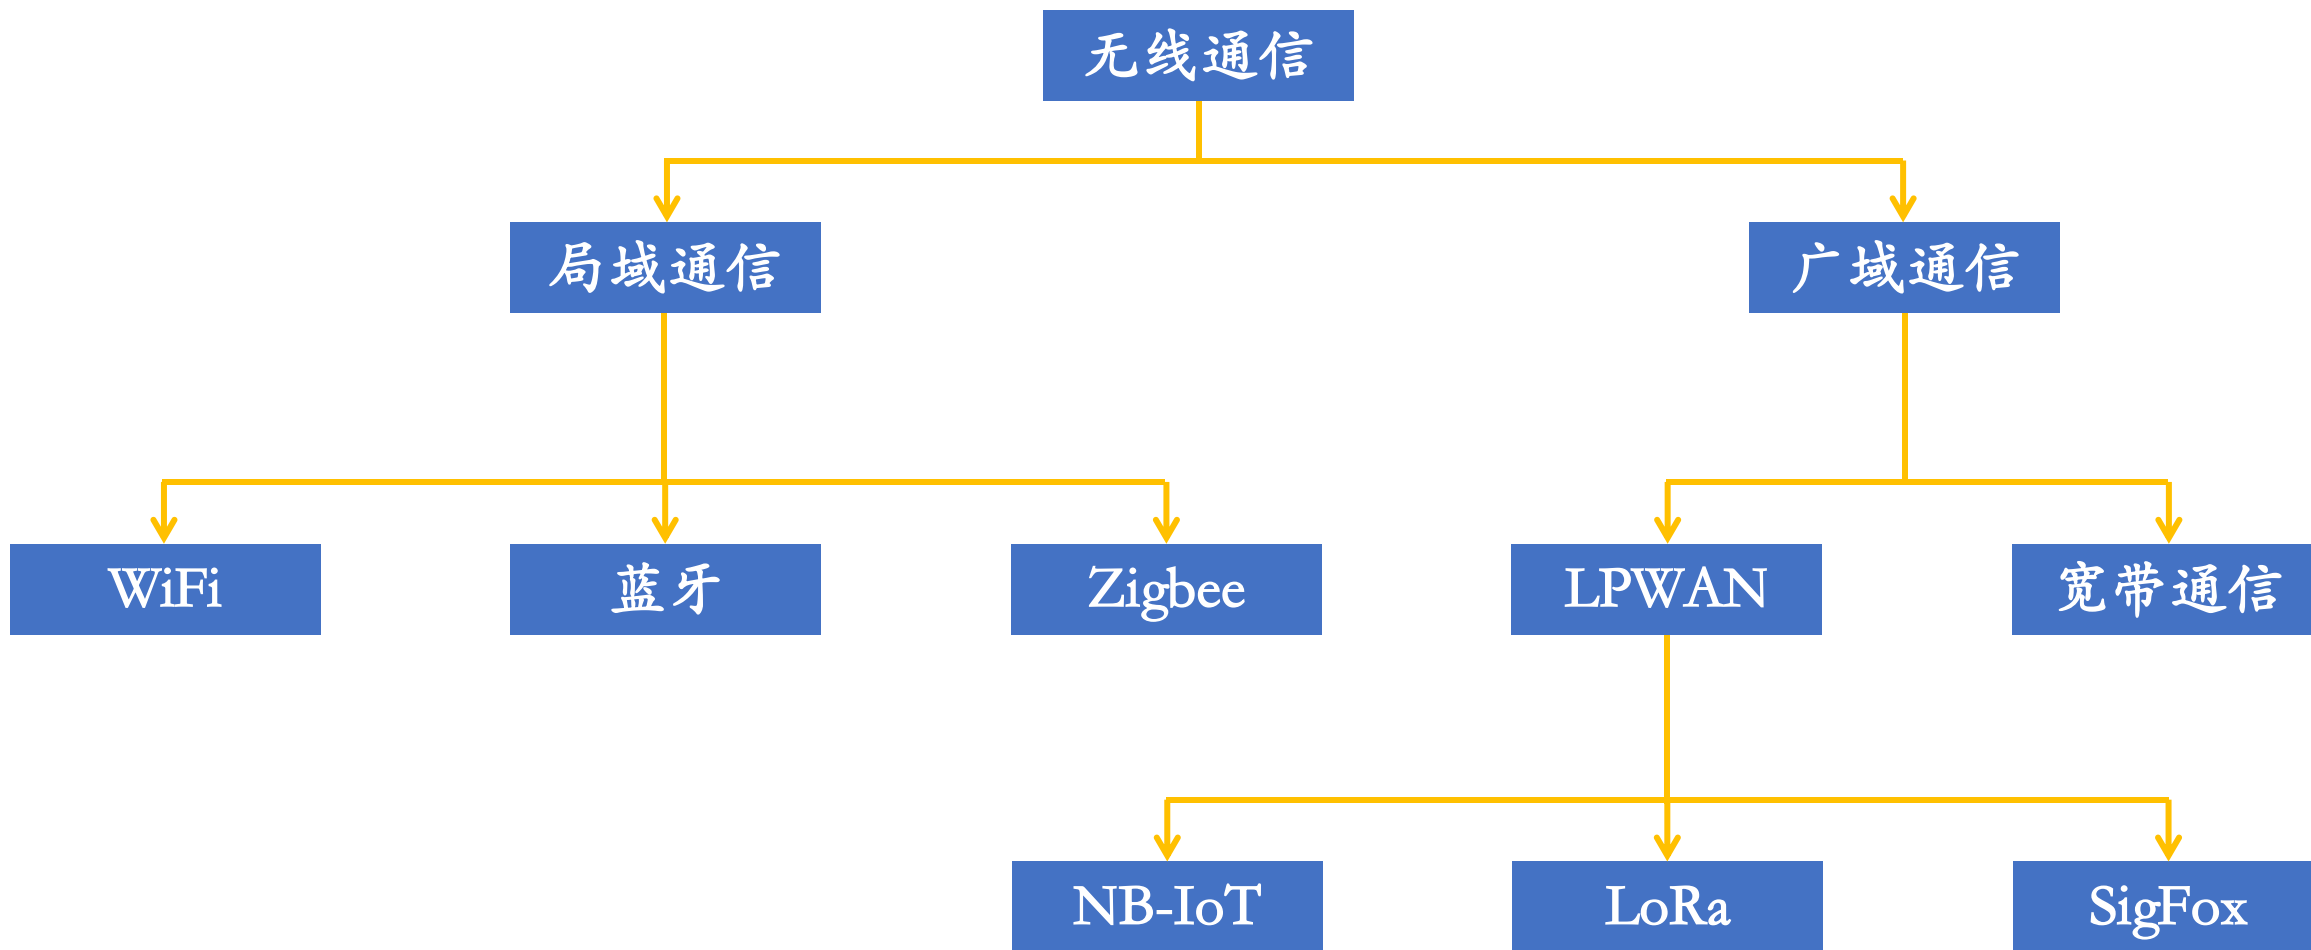 无线通信
局域通信
广域通信
WiFi
蓝牙
Zigbee
LPWAN
宽带通信
NB-IoT
LoRa
SigFox